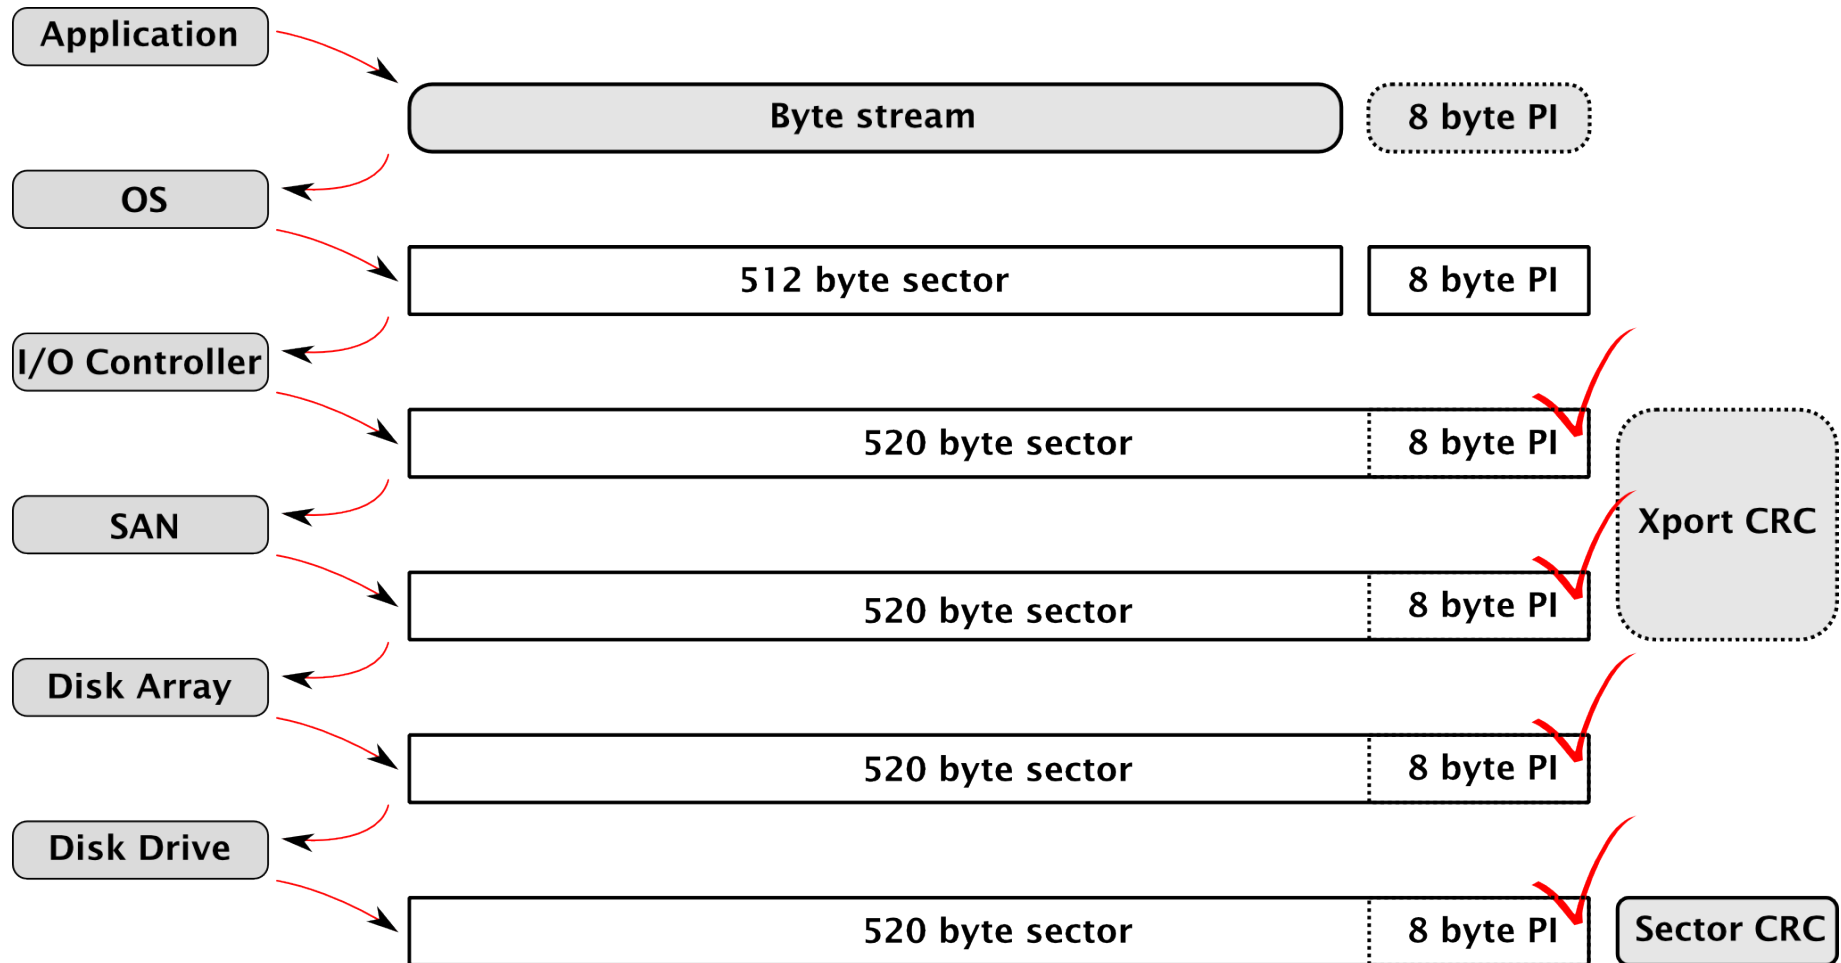 Application
Byte stream 8 byte PI
OS
512 byte sector 8 byte PI
I/O Controller
520 byte sector 8 byte PI
SAN
Xport CRC
520 byte sector 8 byte PI
Disk Array
520 byte sector 8 byte PI
Disk Drive
520 byte sector 8 byte PI Sector CRC